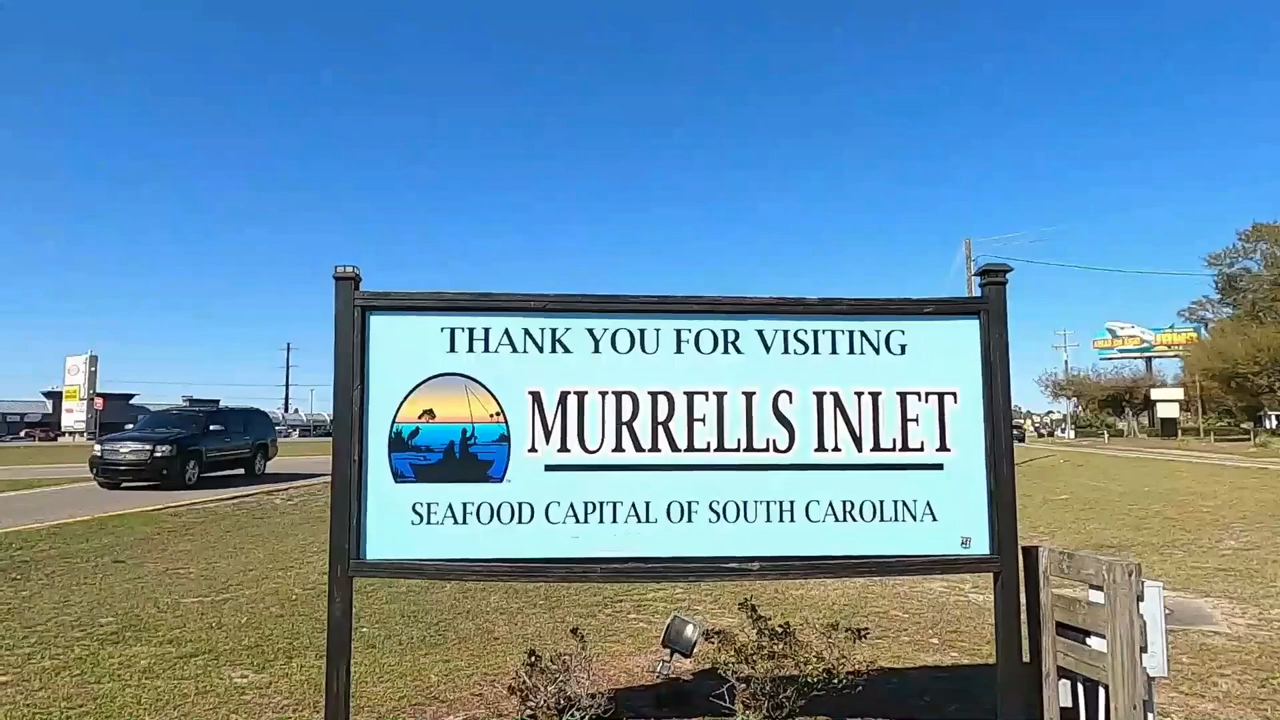 THANK YOU FOR VISITING
MURRELLS INLET
SEAFOOD CAPITAL OF SOUTH CAROLINA